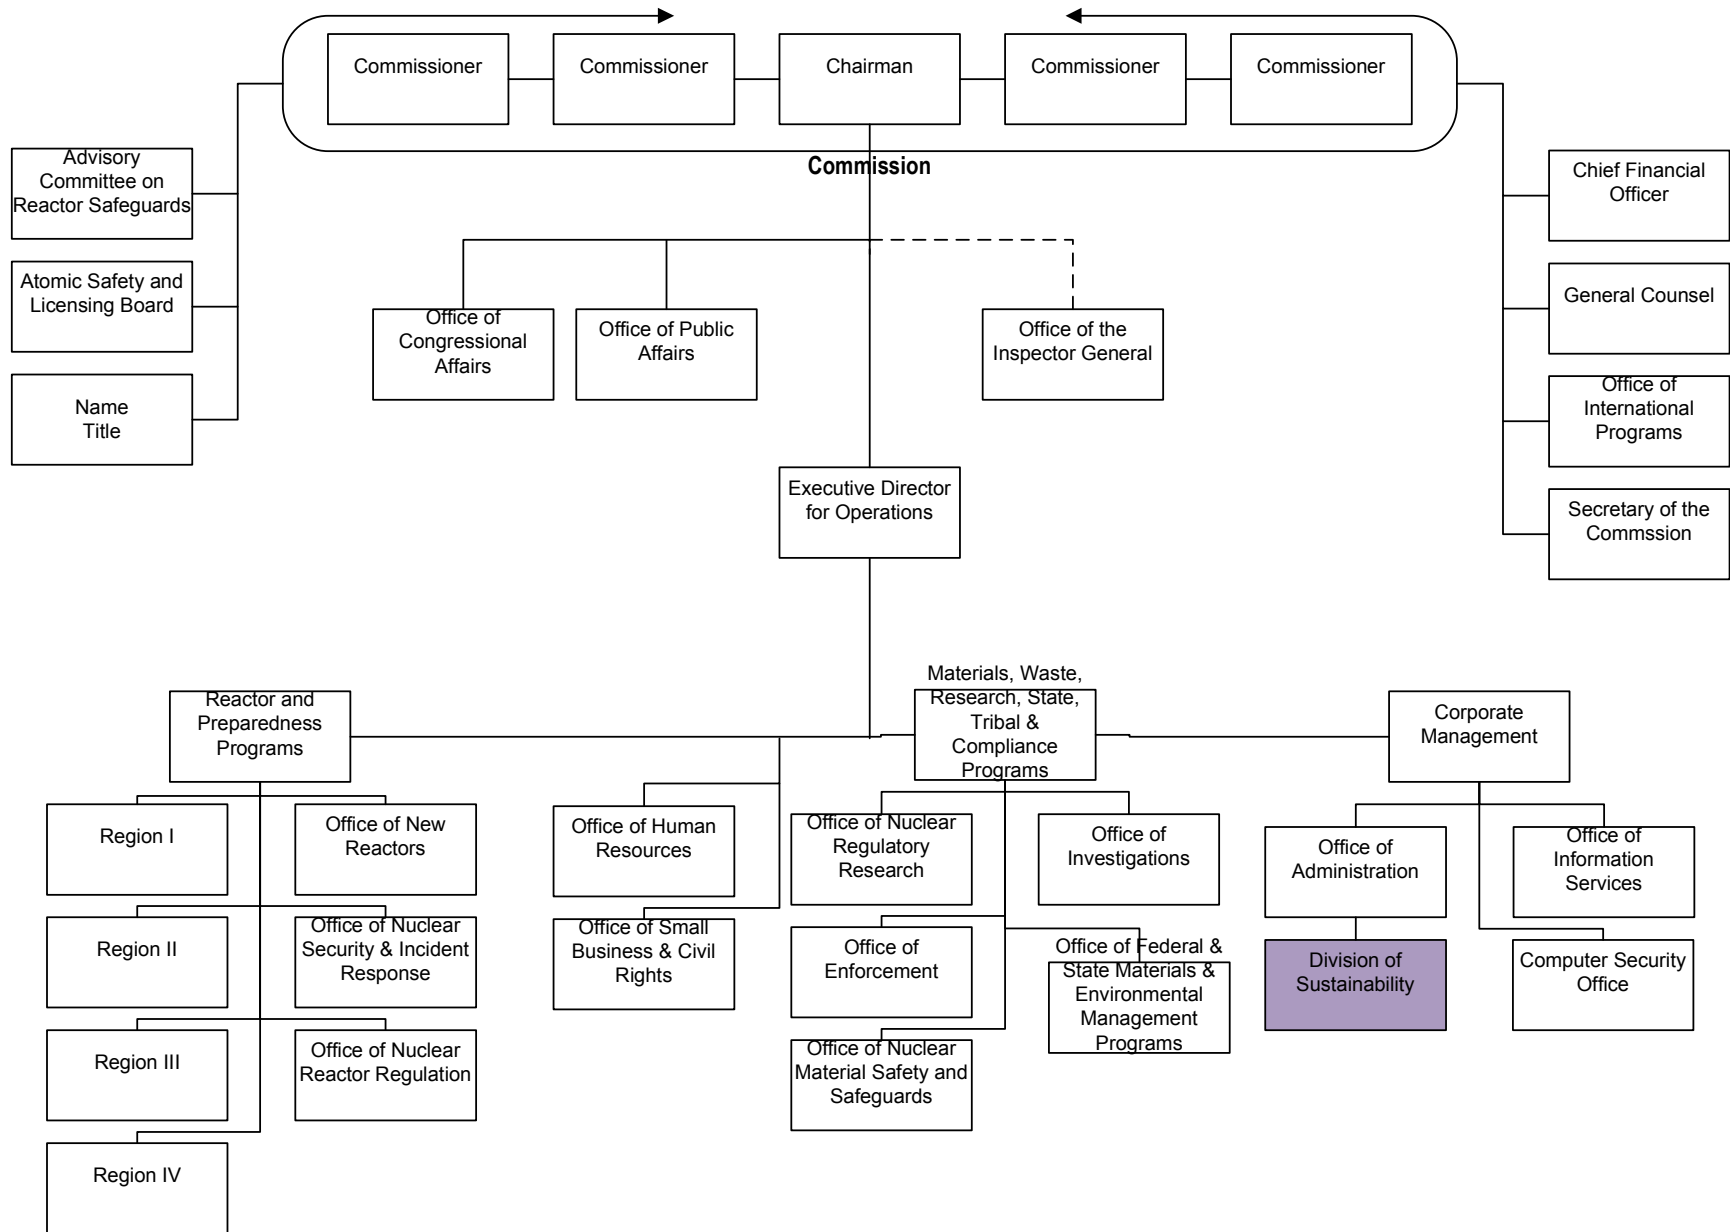 Commissioner
Commissioner
Chairman
Commissioner
Commissioner
Commission
Advisory
Committee on
Reactor Safeguards
Atomic Safety and
Licensing Board
Name
Title
Chief Financial
Officer
General Counsel
Office of
International
Programs
Secretary of the
Commssion
Office of
Congressional
Affairs
Office of Public
Affairs
Office of the
Inspector General
Executive Director
for Operations
Reactor and
Preparedness
Programs
Materials, Waste,
Research, State,
Tribal &
Compliance
Programs
Corporate
Management
Region I
Office of New
Reactors
Region II
Office of Nuclear
Security & Incident
Response
Region III
Office of Nuclear
Reactor Regulation
Region IV
Office of Human
Resources
Office of Small
Business & Civil
Rights
Office of Nuclear
Regulatory
Research
Office of
Investigations
Office of
Enforcement
Office of Federal &
State Materials &
Environmental
Management
Programs
Office of Nuclear
Material Safety and
Safeguards
Office of
Administration
Office of
Information
Services
Division of
Sustainability
Computer Security
Office